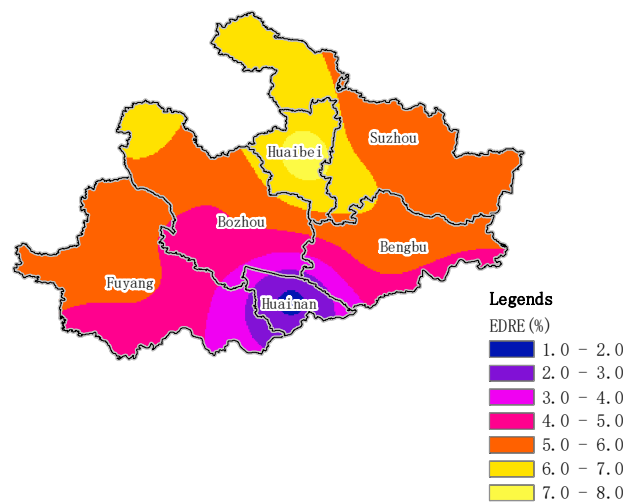 Suzhou
Huaibei
Bozhou
Bengbu
Fuyang
Huainan
Legends
EDRE(%)
1.0 - 2.0
2.0 - 3.0
3.0 - 4.0
4.0 - 5.0
5.0 - 6.0
6.0 - 7.0
7.0 - 8.0